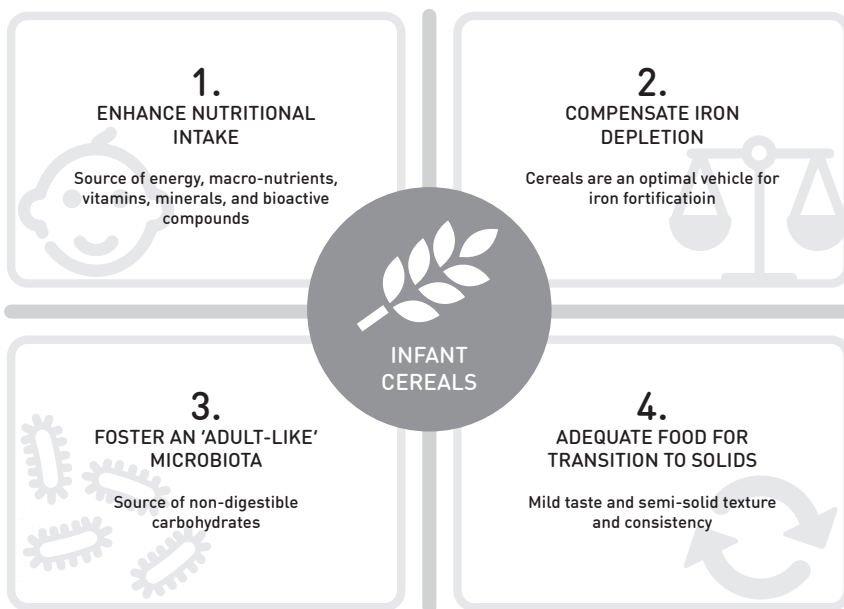 1.
ENHANCE NUTRITIONAL
INTAKE
Source of energy, macro-nutrients,
vitamins, minerals, and bioactive
compounds
2.
COMPENSATE IRON
DEPLETION
Cereals are an optimal vehicle for
iron fortificatioin
INFANT
CEREALS
3.
FOSTER AN ‘ADULT-LIKE’
MICROBIOTA
Source of non-digestible
carbohydrates
4.
ADEQUATE FOOD FOR
TRANSITION TO SOLIDS
Mild taste and semi-solid texture
and consistency